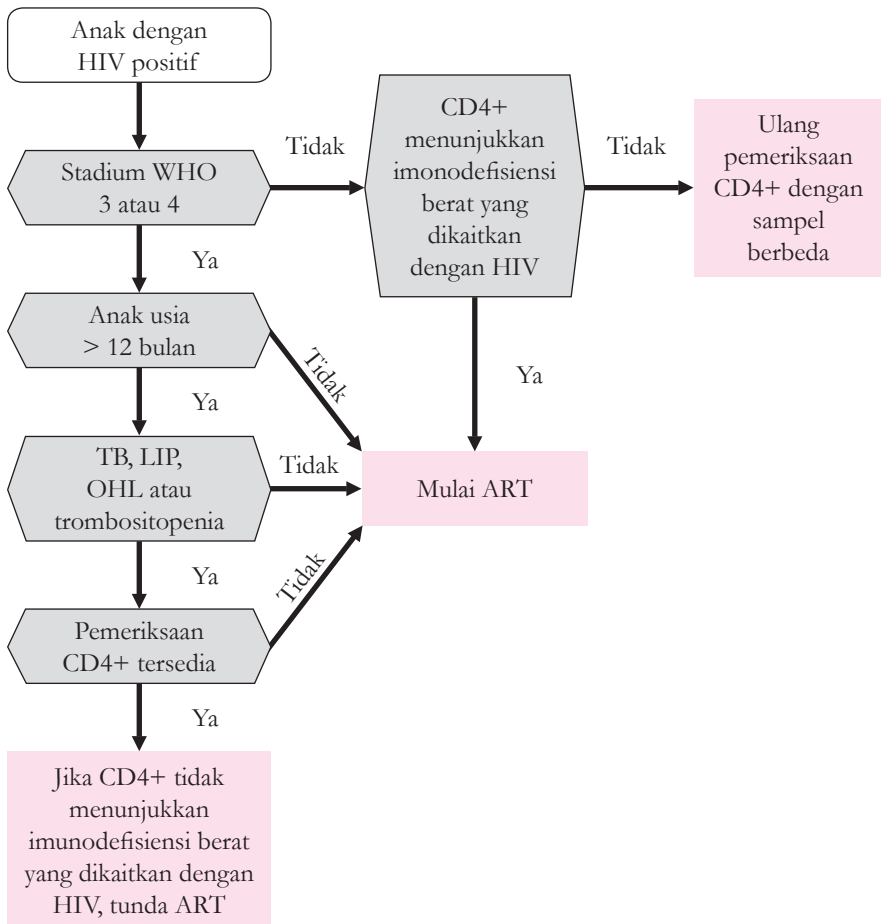 Anak dengan
HIV positif
Tidak
CD4+
menunjukkan
imonodefisiensi
berat yang
dikaitkan
dengan HIV
Tidak
Ulang
pemeriksaan
CD4+ dengan
sampel
berbeda
Stadium WHO
3 atau 4
Ya
Anak usia
> 12 bulan
Tidak
Ya
Ya
TB, LIP,
OHL atau
trombositopenia
Tidak
Mulai ART
Ya
Tidak
Pemeriksaan
CD4+ tersedia
Ya
Jika CD4+ tidak
menunjukkan
imunodefisiensi berat
yang dikaitkan dengan
HIV, tunda ART